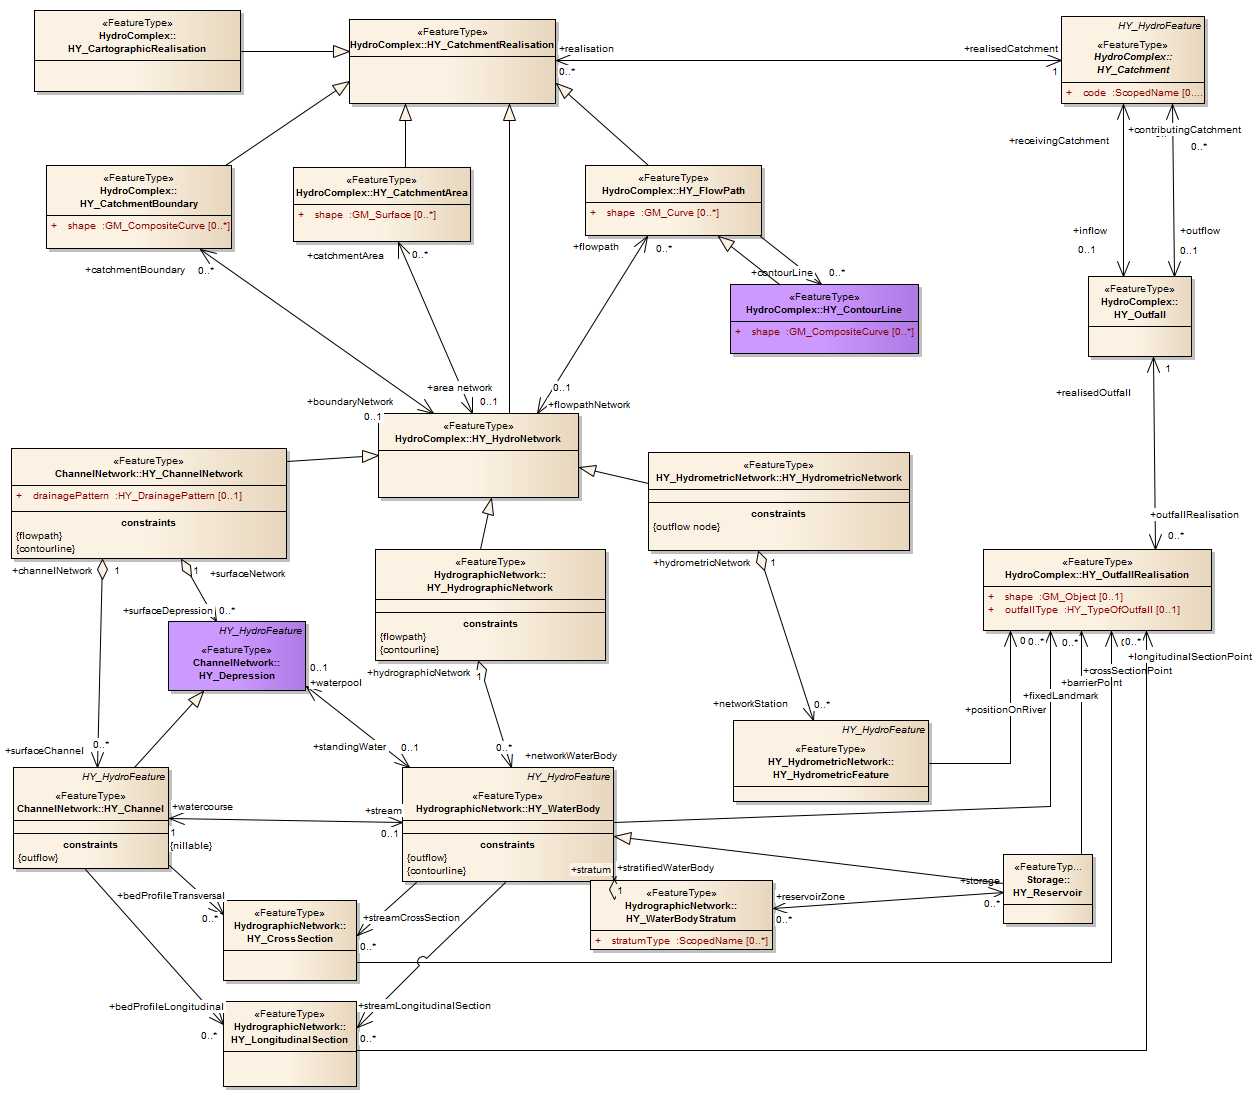 «FeatureType»
HydroComplex::
HY_CartographicRealisation
«FeatureType»
HydroComplex::HY_CatchmentRealisation
+realisation
0..*
+realisedCatchment
1
HY_HydroFeature
«FeatureType»
HydroComplex::
HY_Catchment
+ code :ScopedName [0....
+receivingCatchment
+contributingCatchment
0..*
«FeatureType»
HydroComplex::
HY_CatchmentBoundary
+ shape :GM_CompositeCurve [0..*]
«FeatureType»
HydroComplex::HY_CatchmentArea
+ shape :GM_Surface [0..*]
«FeatureType»
HydroComplex::HY_FlowPath
+ shape :GM_Curve [0..*]
+inflow
0..1
+outflow
0..1
+catchmentBoundary
0..*
+catchmentArea
0..*
+flowpath
0..*
+contourLine
0..*
«FeatureType»
HydroComplex::HY_ContourLine
+ shape :GM_CompositeCurve [0..*]
«FeatureType»
HydroComplex::
HY_Outfall
1
+realisedOutfall
+boundaryNetwork
0..1
+area network
0..1
0..1
+flowpathNetwork
«FeatureType»
HydroComplex::HY_HydroNetwork
«FeatureType»
ChannelNetwork::HY_ChannelNetwork
+ drainagePattern :HY_DrainagePattern [0..1]
constraints
{flowpath}
{contourline}
«FeatureType»
HY_HydrometricNetwork::HY_HydrometricNetwork
constraints
{outflow node}
+outfallRealisation
0..*
«FeatureType»
HydroComplex::HY_OutfallRealisation
+ shape :GM_Object [0..1]
+ outfallType :HY_TypeOfOutfall [0..1]
«FeatureType»
HydrographicNetwork::
HY_HydrographicNetwork
constraints
{flowpath}
{contourline}
+channelNetwork
1
1
+surfaceNetwork
+surfaceDepression
0..*
HY_HydroFeature
«FeatureType»
ChannelNetwork::
HY_Depression
+hydrometricNetwork
1
+hydrographicNetwork
1
0..1
+waterpool
0..*
0..*
+longitudinalSectionPoint
+crossSectionPoint
+barrierPoint
+fixedLandmark
+positionOnRiver
+networkStation
0..*
HY_HydroFeature
«FeatureType»
HY_HydrometricNetwork::
HY_HydrometricFeature
+surfaceChannel
0..*
+standingWater
0..1
0..*
+networkWaterBody
HY_HydroFeature
«FeatureType»
ChannelNetwork::HY_Channel
constraints
{outflow}
+watercourse
1
{nillable}
+stream
0..1
HY_HydroFeature
«FeatureType»
HydrographicNetwork::HY_WaterBody
constraints
{outflow}
{contourline}
+stratum
+stratifiedWaterBody
1
«FeatureType»
HydrographicNetwork::
HY_WaterBodyStratum
+ stratumType :ScopedName [0..*]
+reservoirZone
0..*
+storage
0..*
«FeatureTyp...
Storage::
HY_Reservoir
+bedProfileTransversal
0..*
«FeatureType»
HydrographicNetwork::
HY_CrossSection
+streamCrossSection
0..*
+bedProfileLongitudinal
0..*
«FeatureType»
HydrographicNetwork::
HY_LongitudinalSection
+streamLongitudinalSection
0..*